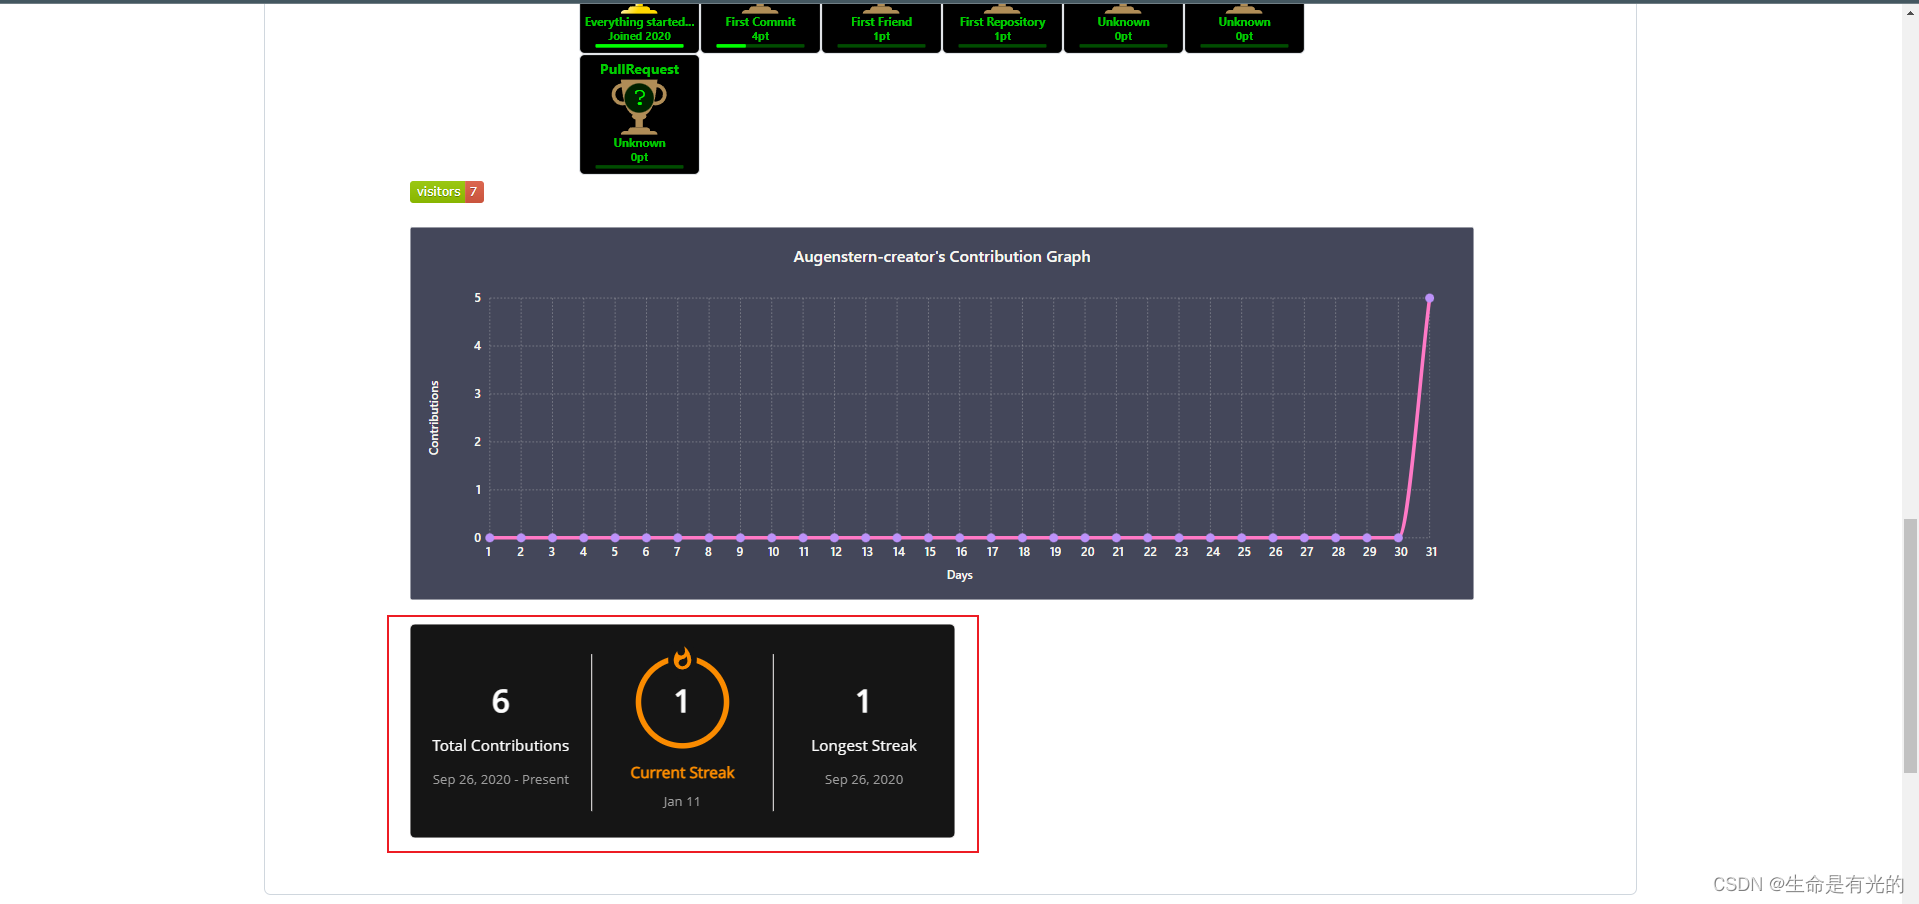 Everything started...
Joined 2020
First Commit
4pt
First Friend
1pt
First Repository
1pt
Unknown
0pt
Unknown
0pt
PullRequest
?
Unknown
0pt
visitors 7
Augenstern-creator's Contribution Graph
5
4
3
2
1
0
Contributions
1 2 3 4 5 6 7 8 9 10 11 12 13 14 15 16 17 18 19 20 21 22 23 24 25 26 27 28 29 30 31
Days
6
Total Contributions
Sep 26, 2020 - Present
1
Current Streak
Jan 11
1
Longest Streak
Sep 26, 2020
CSDN @生命是有光的